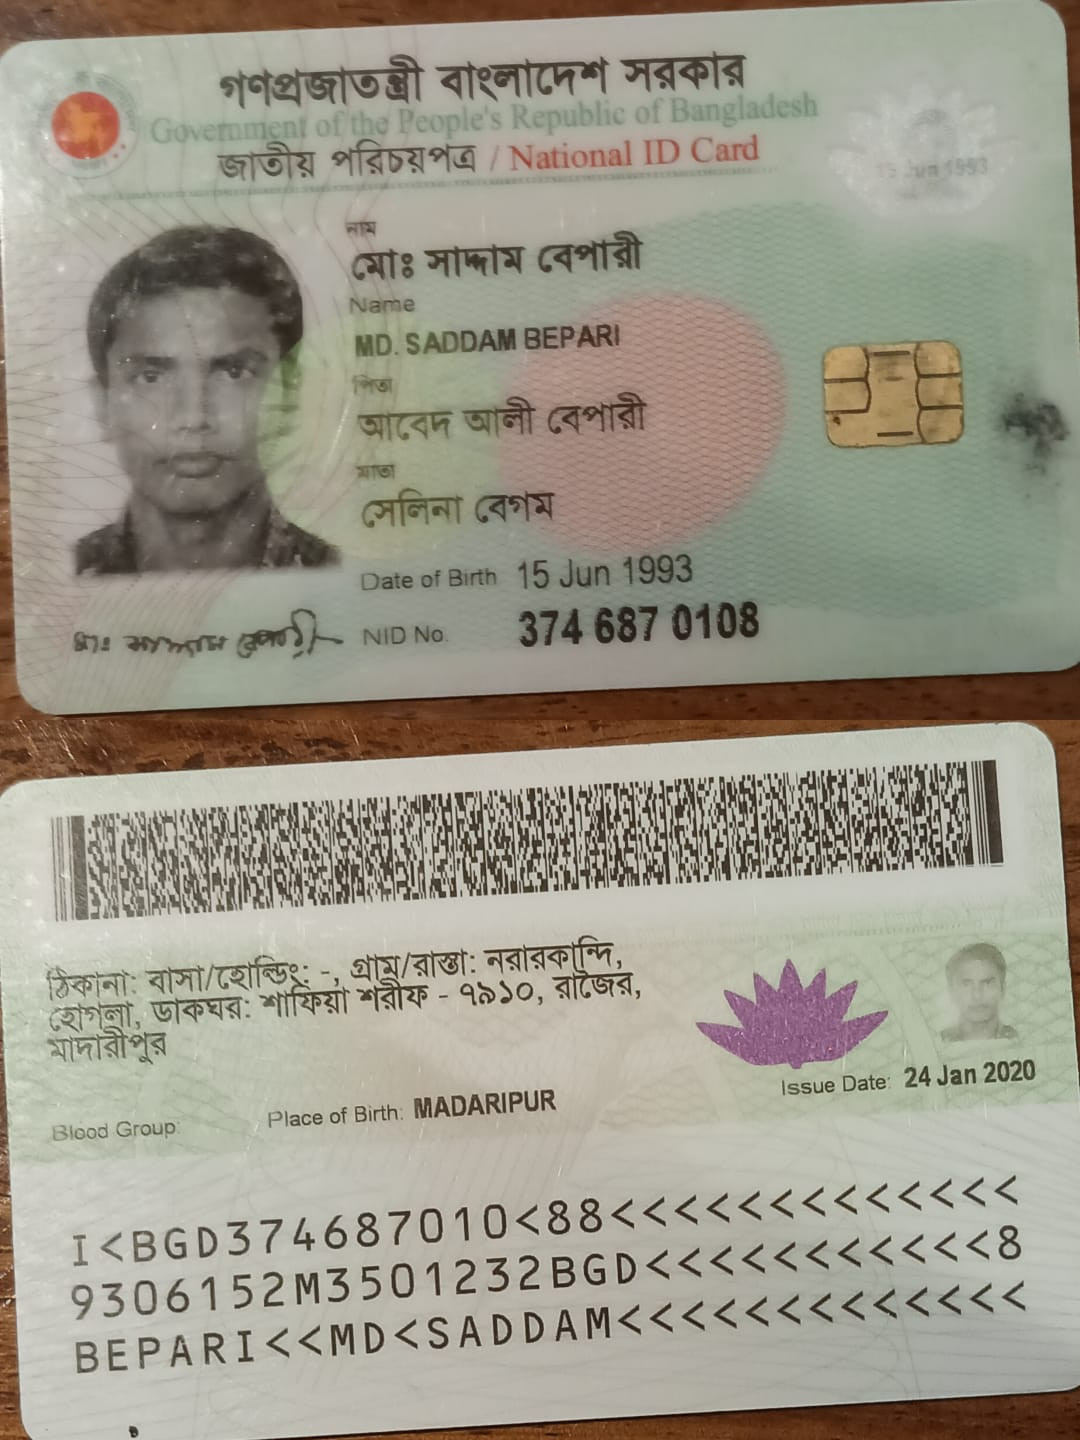 গণপ্রজাতন্ত্রী বাংলাদেশ সরকার
Government of the People's Republic of Bangladesh
জাতীয় পরিচয়পত্র / National ID Card
15 Jun 1993
নাম
মোঃ সাদ্দাম বেপারী
Name
MD. SADDAM BEPARI
পিতা
আবেদ আলী বেপারী
মাতা
সেলিনা বেগম
Date of Birth 15 Jun 1993
মোঃ সাদ্দাম বেপারী NID No. 374 687 0108
ঠিকানা: বাসা/হোল্ডিং: -, গ্রাম/রাস্তা: নরারকান্দি,
হোগলা, ডাকঘর: শাফিয়া শরীফ - ৭৯১০, রাজৈর,
মাদারীপুর
Issue Date: 24 Jan 2020
Blood Group: Place of Birth: MADARIPUR
I<BGD374687010<88<<<<<<<<<<<<<
9306152M3501232BGD<<<<<<<<<<<8
BEPARI<<MD<SADDAM<<<<<<<<<<<<<